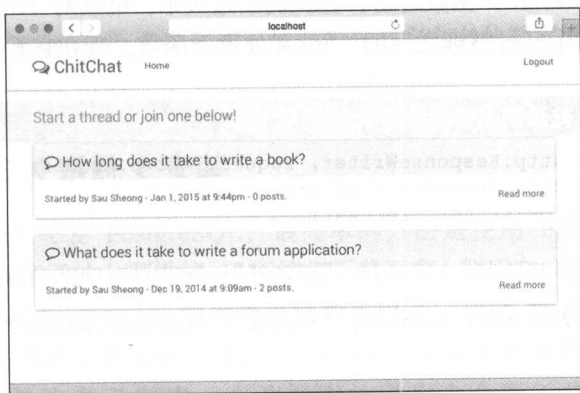 localhost
ChitChat Home Logout
Start a thread or join one below!
How long does it take to write a book?
Started by Sau Sheong - Jan 1, 2015 at 9:44pm - 0 posts. Read more
What does it take to write a forum application?
Started by Sau Sheong - Dec 19, 2014 at 9:09am - 2 posts. Read more